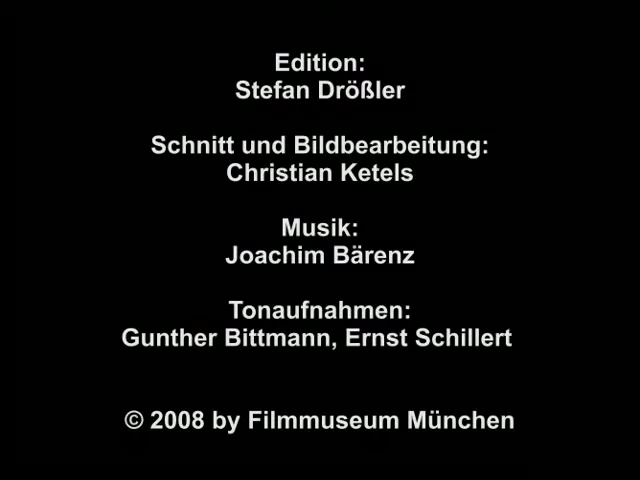 Edition:
Stefan Drößler
Schnitt und Bildbearbeitung:
Christian Ketels
Musik:
Joachim Bärenz
Tonaufnahmen:
Gunther Bittmann, Ernst Schillert
© 2008 by Filmmuseum München